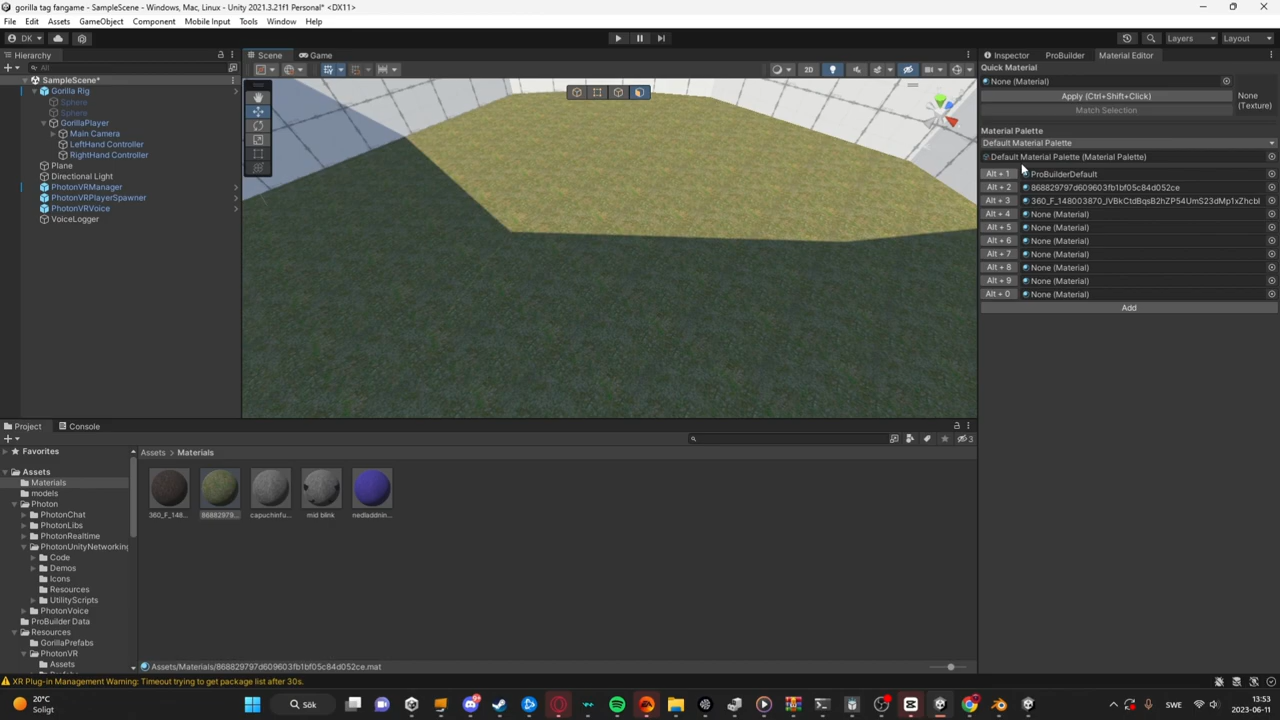 gorilla tag fangame - SampleScene - Windows, Mac, Linux - Unity 2021.3.21f1 Personal* <DX11>
File Edit Assets GameObject Component Mobile Input Tools Window Help
DK Layers Layout
Hierarchy Scene Game Inspector ProBuilder Material Editor
All
SampleScene*
Gorilla Rig
Sphere
Sphere
GorillaPlayer
Main Camera
LeftHand Controller
RightHand Controller
Plane
Directional Light
PhotonVRManager
PhotonVRPlayerSpawner
PhotonVRVoice
VoiceLogger
2D
Quick Material
None (Material)
Apply (Ctrl+Shift+Click)
Match Selection
None
(Texture)
Material Palette
Default Material Palette
Default Material Palette (Material Palette)
Alt + 1 ProBuilderDefault
Alt + 2 868829797d609603fb1bf05c84d052ce
Alt + 3 360_F_148003870_lVBkCtdBqsB2hZP54UmS23dMp1xZhcbl
Alt + 4 None (Material)
Alt + 5 None (Material)
Alt + 6 None (Material)
Alt + 7 None (Material)
Alt + 8 None (Material)
Alt + 9 None (Material)
Alt + 0 None (Material)
Add
Project Console
3
Favorites
Assets
Materials
models
Photon
PhotonChat
PhotonLibs
PhotonRealtime
PhotonUnityNetworking
Code
Demos
Icons
Resources
UtilityScripts
PhotonVoice
ProBuilder Data
Resources
GorillaPrefabs
PhotonVR
Assets
Assets > Materials
360_F_148... 86882979... capuchinfu... mid blink nedladdnin...
Assets/Materials/868829797d609603fb1bf05c84d052ce.mat
XR Plug-in Management Warning: Timeout trying to get package list after 30s.
20°C
Soligt
Sök
SWE
13:53
2023-06-11